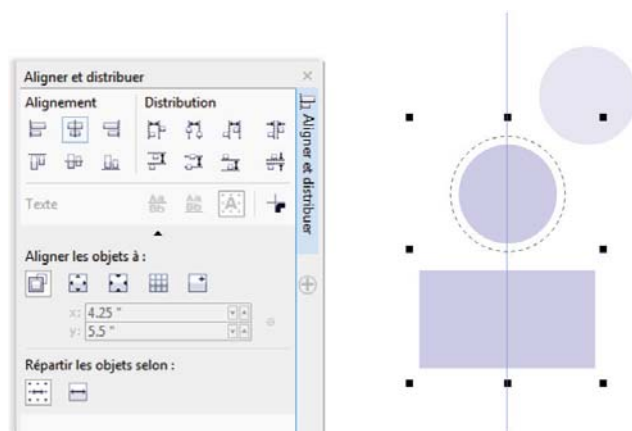 Aligner et distribuer
Alignement Distribution
Texte
Aligner les objets à :
x: 4.25 "
y: 5.5 "
Répartir les objets selon :
Aligner et distribuer